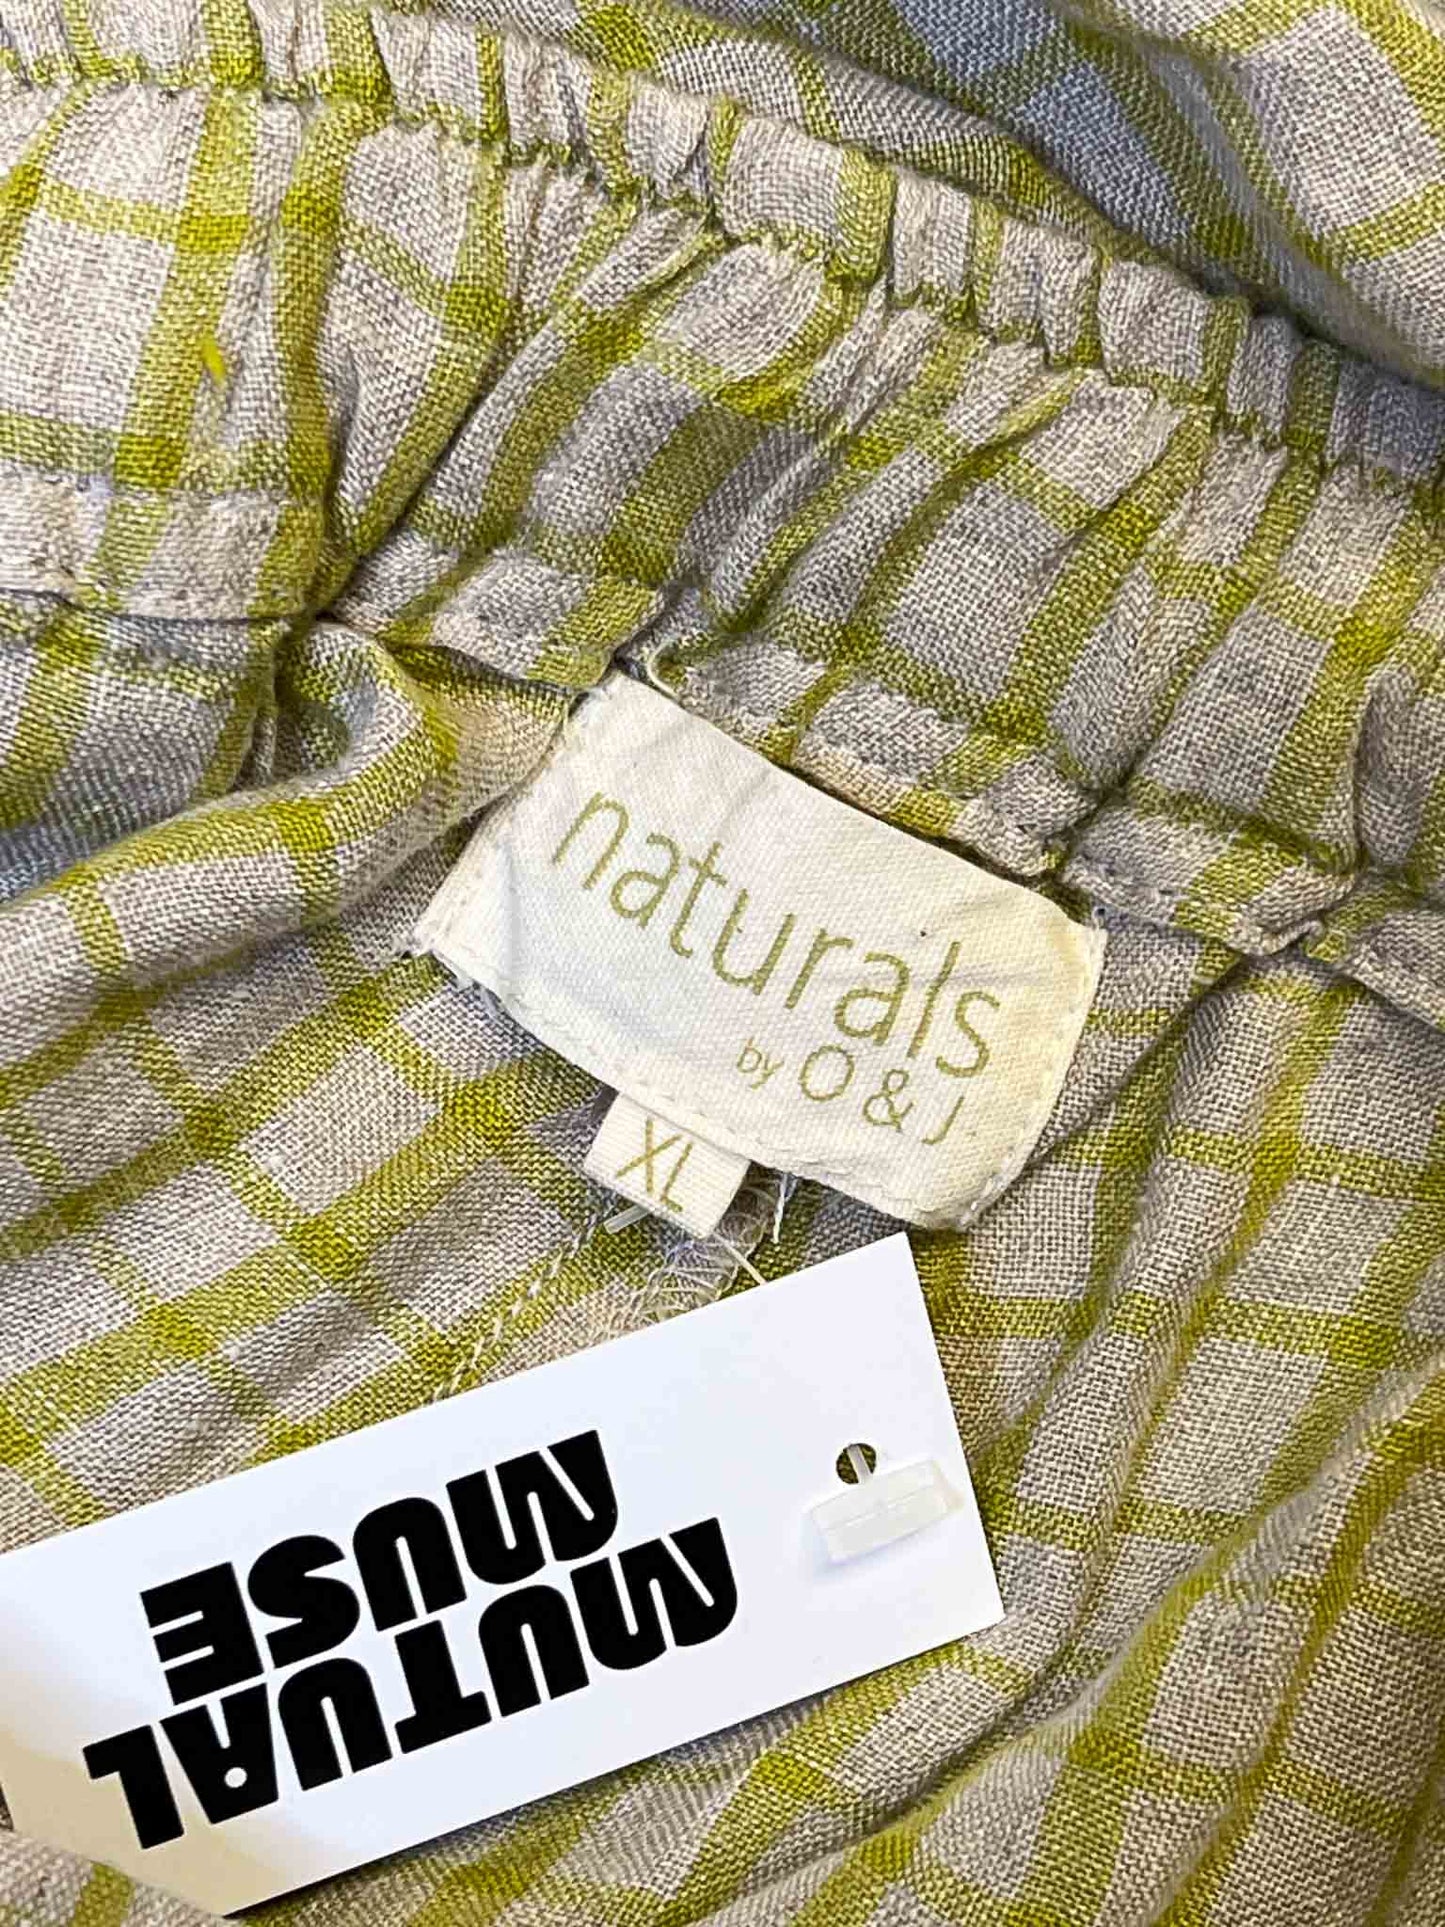 naturals
by O & J
XL
MUTUAL
MUSE